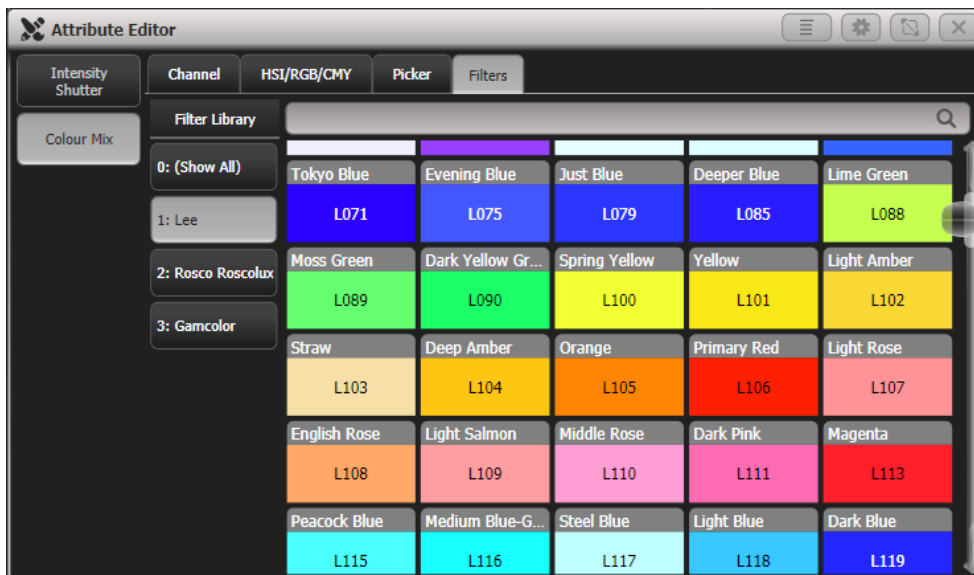 Attribute Editor
Intensity
Shutter
Colour Mix
Channel
HSI/RGB/CMY
Picker
Filters
Filter Library
0: (Show All)
1: Lee
2: Rosco Roscolux
3: Gamcolor
Tokyo Blue
L071
Evening Blue
L075
Just Blue
L079
Deeper Blue
L085
Lime Green
L088
Moss Green
L089
Dark Yellow Gr...
L090
Spring Yellow
L100
Yellow
L101
Light Amber
L102
Straw
L103
Deep Amber
L104
Orange
L105
Primary Red
L106
Light Rose
L107
English Rose
L108
Light Salmon
L109
Middle Rose
L110
Dark Pink
L111
Magenta
L113
Peacock Blue
L115
Medium Blue-G...
L116
Steel Blue
L117
Light Blue
L118
Dark Blue
L119